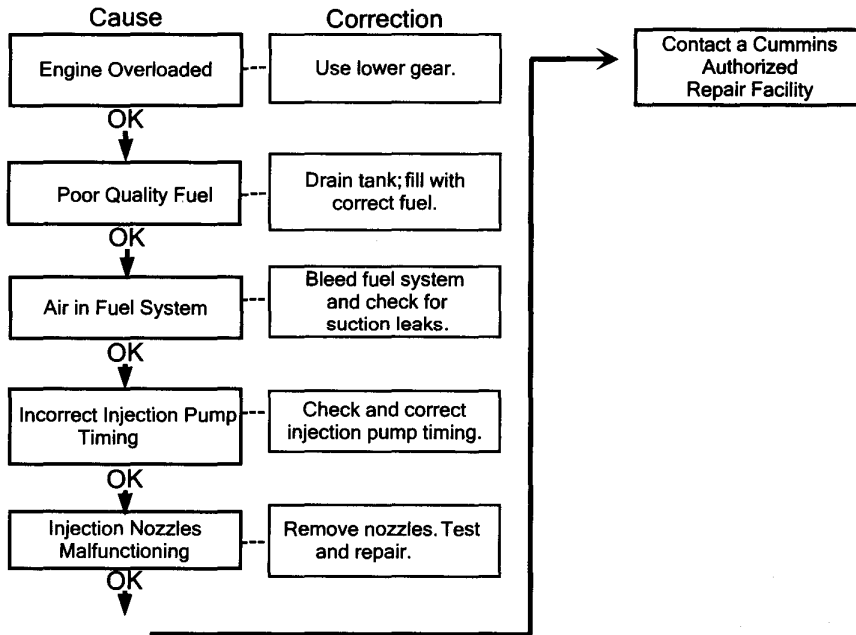 Cause
Correction
Engine Overloaded
Use lower gear.
OK
Poor Quality Fuel
Drain tank; fill with
correct fuel.
OK
Air in Fuel System
Bleed fuel system
and check for
suction leaks.
OK
Incorrect Injection Pump
Timing
Check and correct
injection pump timing.
OK
Injection Nozzles
Malfunctioning
Remove nozzles. Test
and repair.
OK
Contact a Cummins
Authorized
Repair Facility